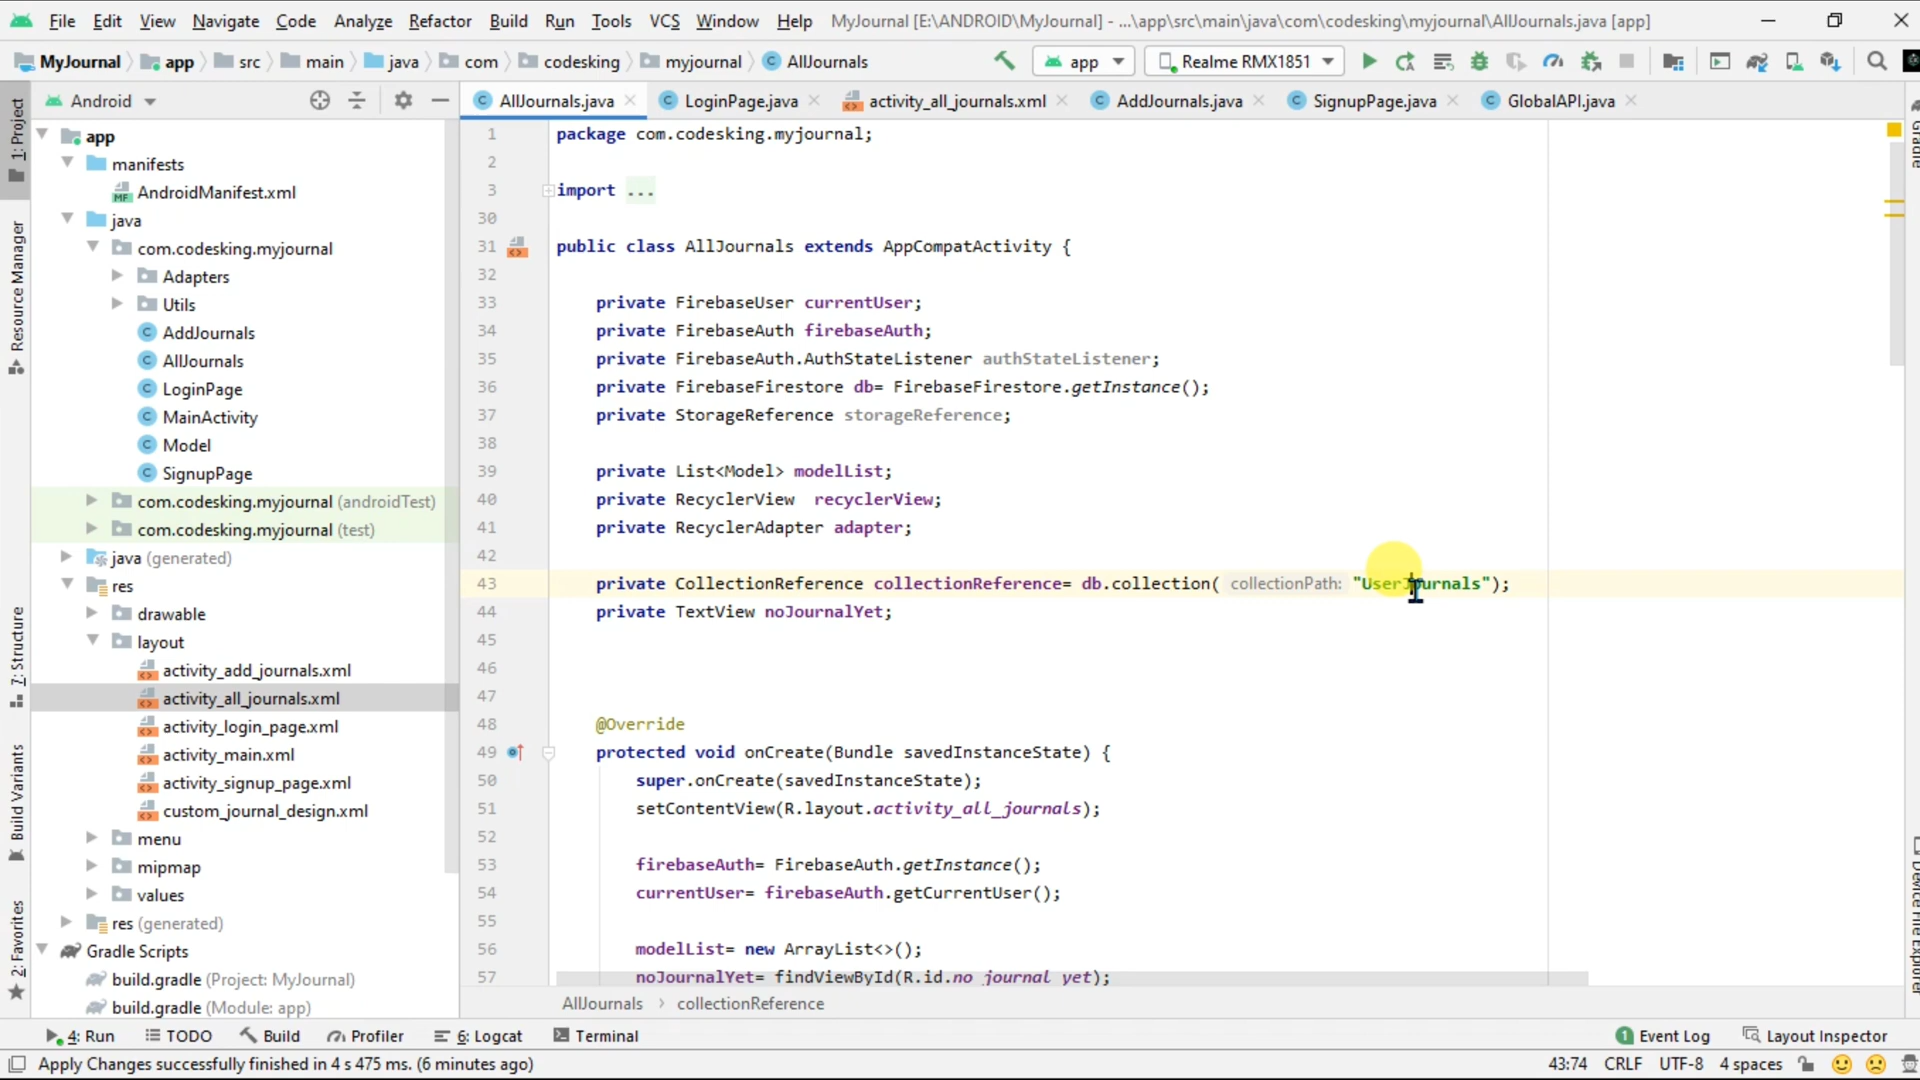 File Edit View Navigate Code Analyze Refactor Build Run Tools VCS Window Help MyJournal [E:\ANDROID\MyJournal] - ...\app\src\main\java\com\codesking\myjournal\AllJournals.java [app]
MyJournal app src main java com codesking myjournal AllJournals app Realme RMX1851
Android
AllJournals.java LoginPage.java activity_all_journals.xml AddJournals.java SignupPage.java GlobalAPI.java
1: Project
Resource Manager
7: Structure
Build Variants
2: Favorites
app
manifests
AndroidManifest.xml
java
com.codesking.myjournal
Adapters
Utils
AddJournals
AllJournals
LoginPage
MainActivity
Model
SignupPage
com.codesking.myjournal (androidTest)
com.codesking.myjournal (test)
java (generated)
res
drawable
layout
activity_add_journals.xml
activity_all_journals.xml
activity_login_page.xml
activity_main.xml
activity_signup_page.xml
custom_journal_design.xml
menu
mipmap
values
res (generated)
Gradle Scripts
build.gradle (Project: MyJournal)
build.gradle (Module: app)
1 package com.codesking.myjournal;
2
3 import ...
30
31 public class AllJournals extends AppCompatActivity {
32
33 private FirebaseUser currentUser;
34 private FirebaseAuth firebaseAuth;
35 private FirebaseAuth.AuthStateListener authStateListener;
36 private FirebaseFirestore db= FirebaseFirestore.getInstance();
37 private StorageReference storageReference;
38
39 private List<Model> modelList;
40 private RecyclerView recyclerView;
41 private RecyclerAdapter adapter;
42
43 private CollectionReference collectionReference= db.collection( collectionPath: "UserJournals");
44 private TextView noJournalYet;
45
46
47
48 @Override
49 protected void onCreate(Bundle savedInstanceState) {
50 super.onCreate(savedInstanceState);
51 setContentView(R.layout.activity_all_journals);
52
53 firebaseAuth= FirebaseAuth.getInstance();
54 currentUser= firebaseAuth.getCurrentUser();
55
56 modelList= new ArrayList<>();
57 noJournalYet= findViewById(R.id.no_journal_yet);
AllJournals collectionReference
Gradle
Device File Explorer
4: Run TODO Build Profiler 6: Logcat Terminal 1 Event Log Layout Inspector
Apply Changes successfully finished in 4 s 475 ms. (6 minutes ago) 43:74 CRLF UTF-8 4 spaces